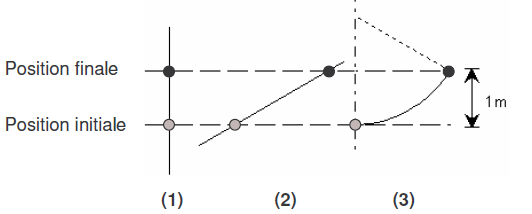 Position finale
1 m
Position initiale
(1) (2) (3)